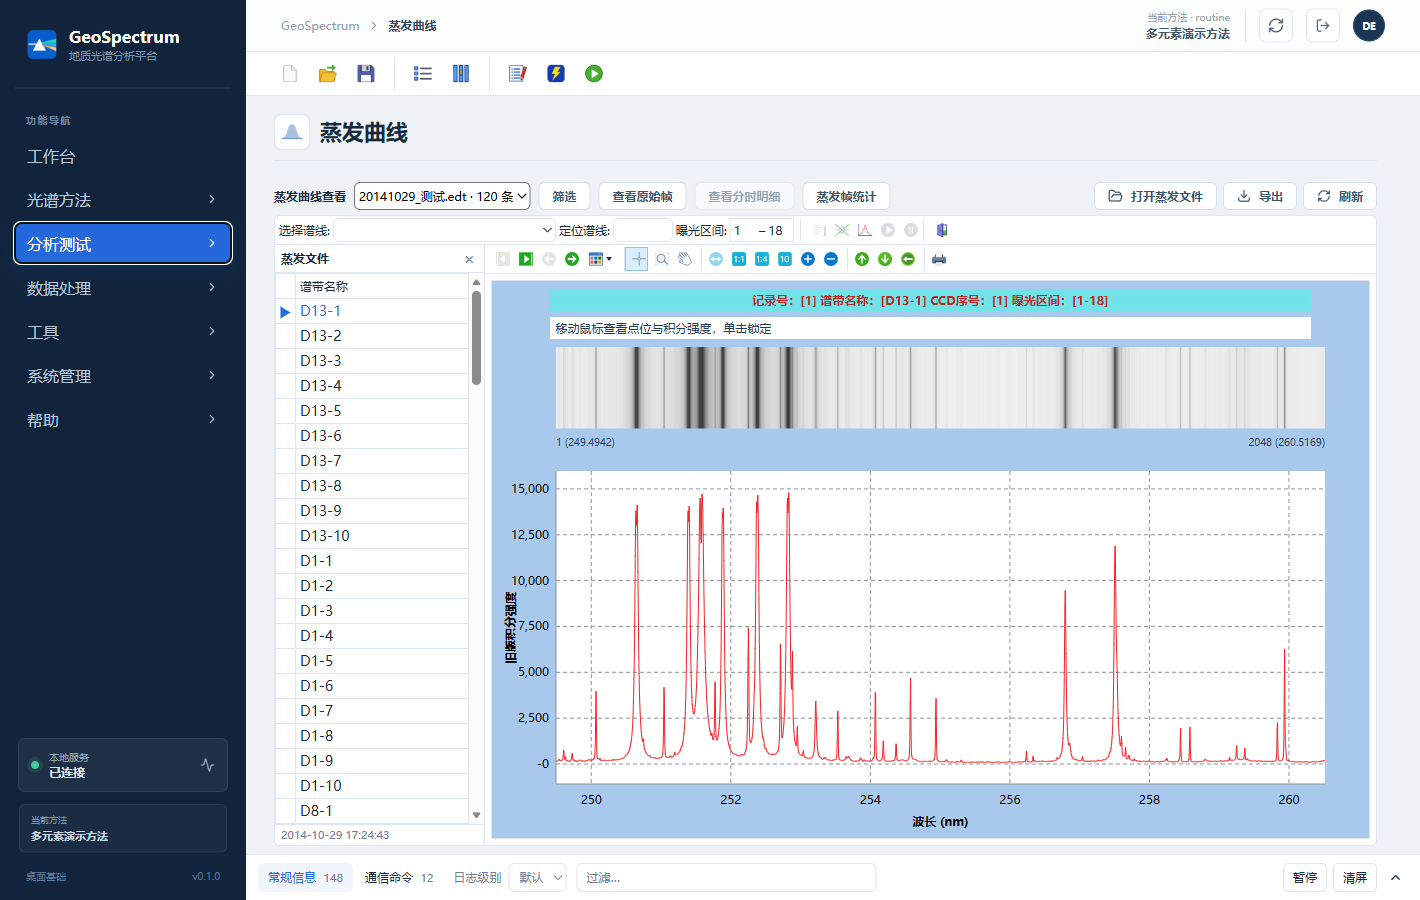 GeoSpectrum
地质光谱分析平台
功能导航
工作台
光谱方法
分析测试
数据处理
工具
系统管理
帮助
本地服务
已连接
当前方法
多元素演示方法
桌面基础
v0.1.0
GeoSpectrum
蒸发曲线
当前方法 · routine
多元素演示方法
DE
蒸发曲线
蒸发曲线查看
20141029_测试.edt · 120 条
筛选
查看原始帧
查看分时明细
蒸发帧统计
打开蒸发文件
导出
刷新
选择谱线:
定位谱线:
曝光区间: 1 – 18
蒸发文件
×
1:1
1:4
10
谱带名称
D13-1
D13-2
D13-3
D13-4
D13-5
D13-6
D13-7
D13-8
D13-9
D13-10
D1-1
D1-2
D1-3
D1-4
D1-5
D1-6
D1-7
D1-8
D1-9
D1-10
D8-1
2014-10-29 17:24:43
记录号：[1] 谱带名称：[D13-1] CCD序号：[1] 曝光区间：[1-18]
移动鼠标查看点位与积分强度，单击锁定
1 (249.4942)
2048 (260.5169)
旧版积分强度
15,000
12,500
10,000
7,500
5,000
2,500
-0
250
252
254
256
258
260
波长 (nm)
常规信息 148
通信命令 12
日志级别
默认
过滤...
暂停
清屏